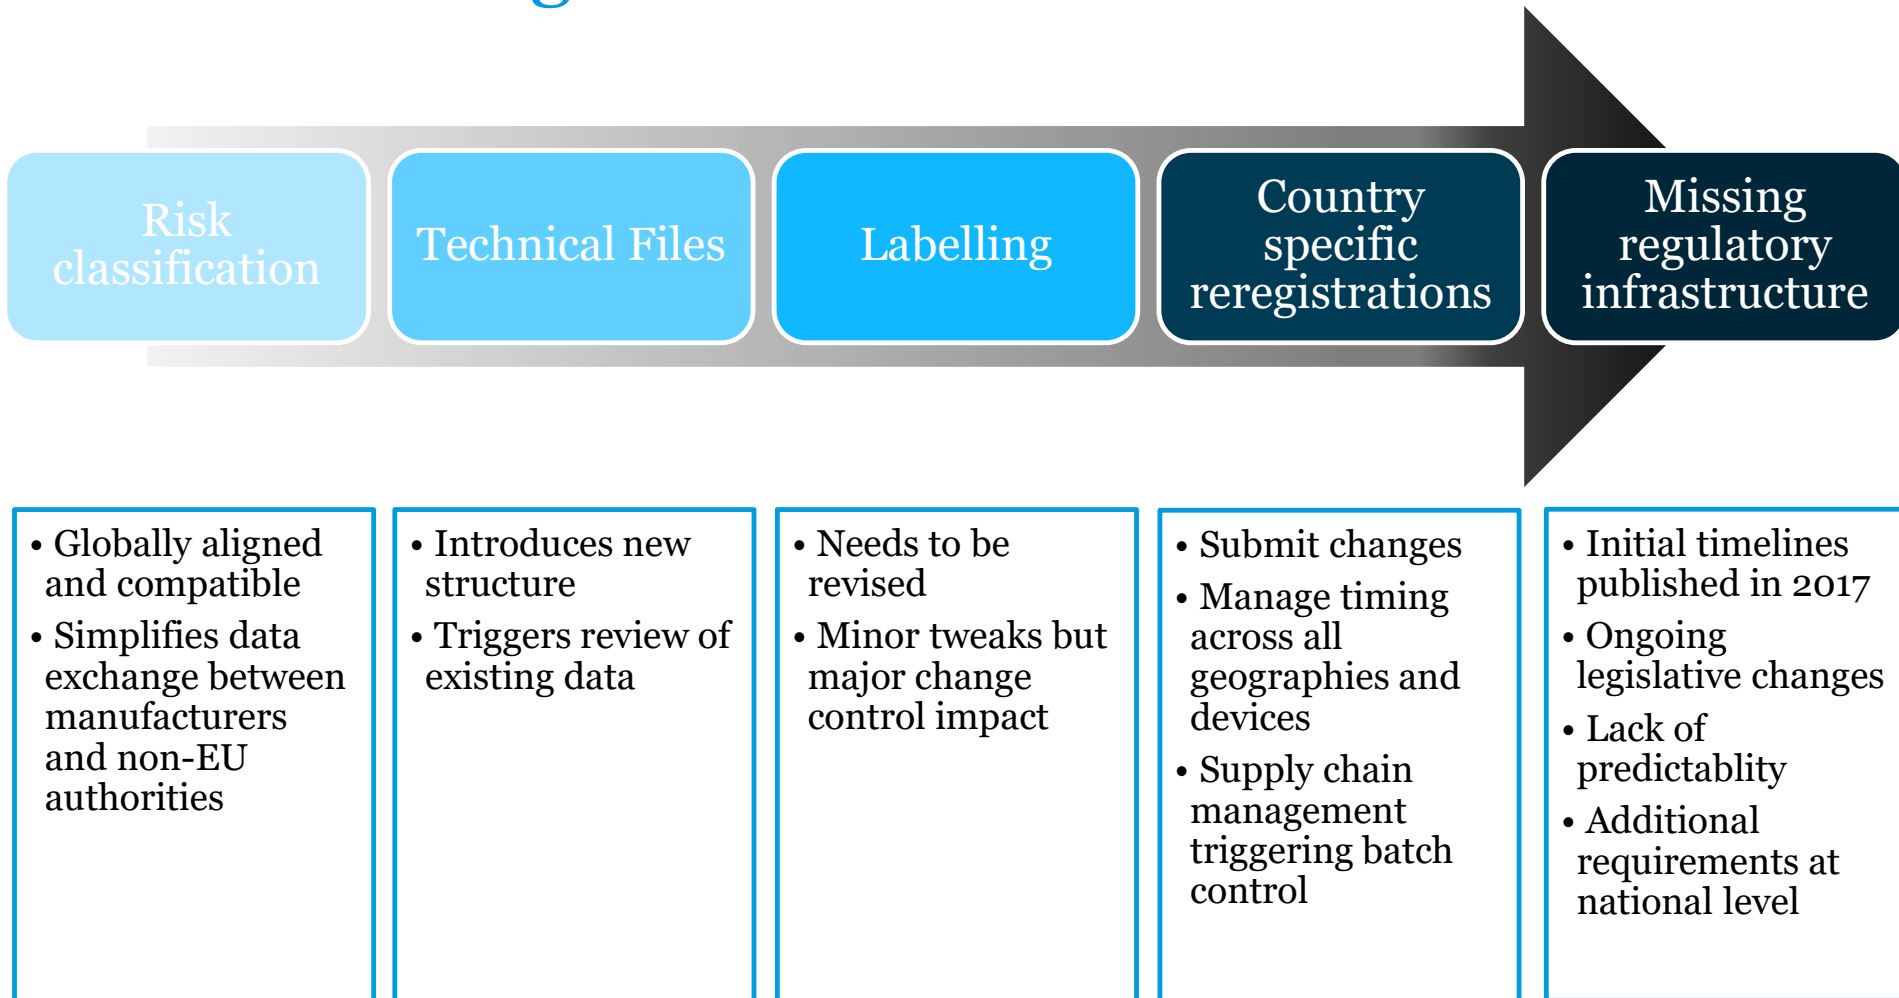 Risk
classification
Technical Files
Labelling
Country
specific
reregistrations
Missing
regulatory
infrastructure
• Globally aligned
and compatible
• Simplifies data
exchange between
manufacturers
and non-EU
authorities
• Introduces new
structure
• Triggers review of
existing data
• Needs to be
revised
• Minor tweaks but
major change
control impact
• Submit changes
• Manage timing
across all
geographies and
devices
• Supply chain
management
triggering batch
control
• Initial timelines
published in 2017
• Ongoing
legislative changes
• Lack of
predictablity
• Additional
requirements at
national level